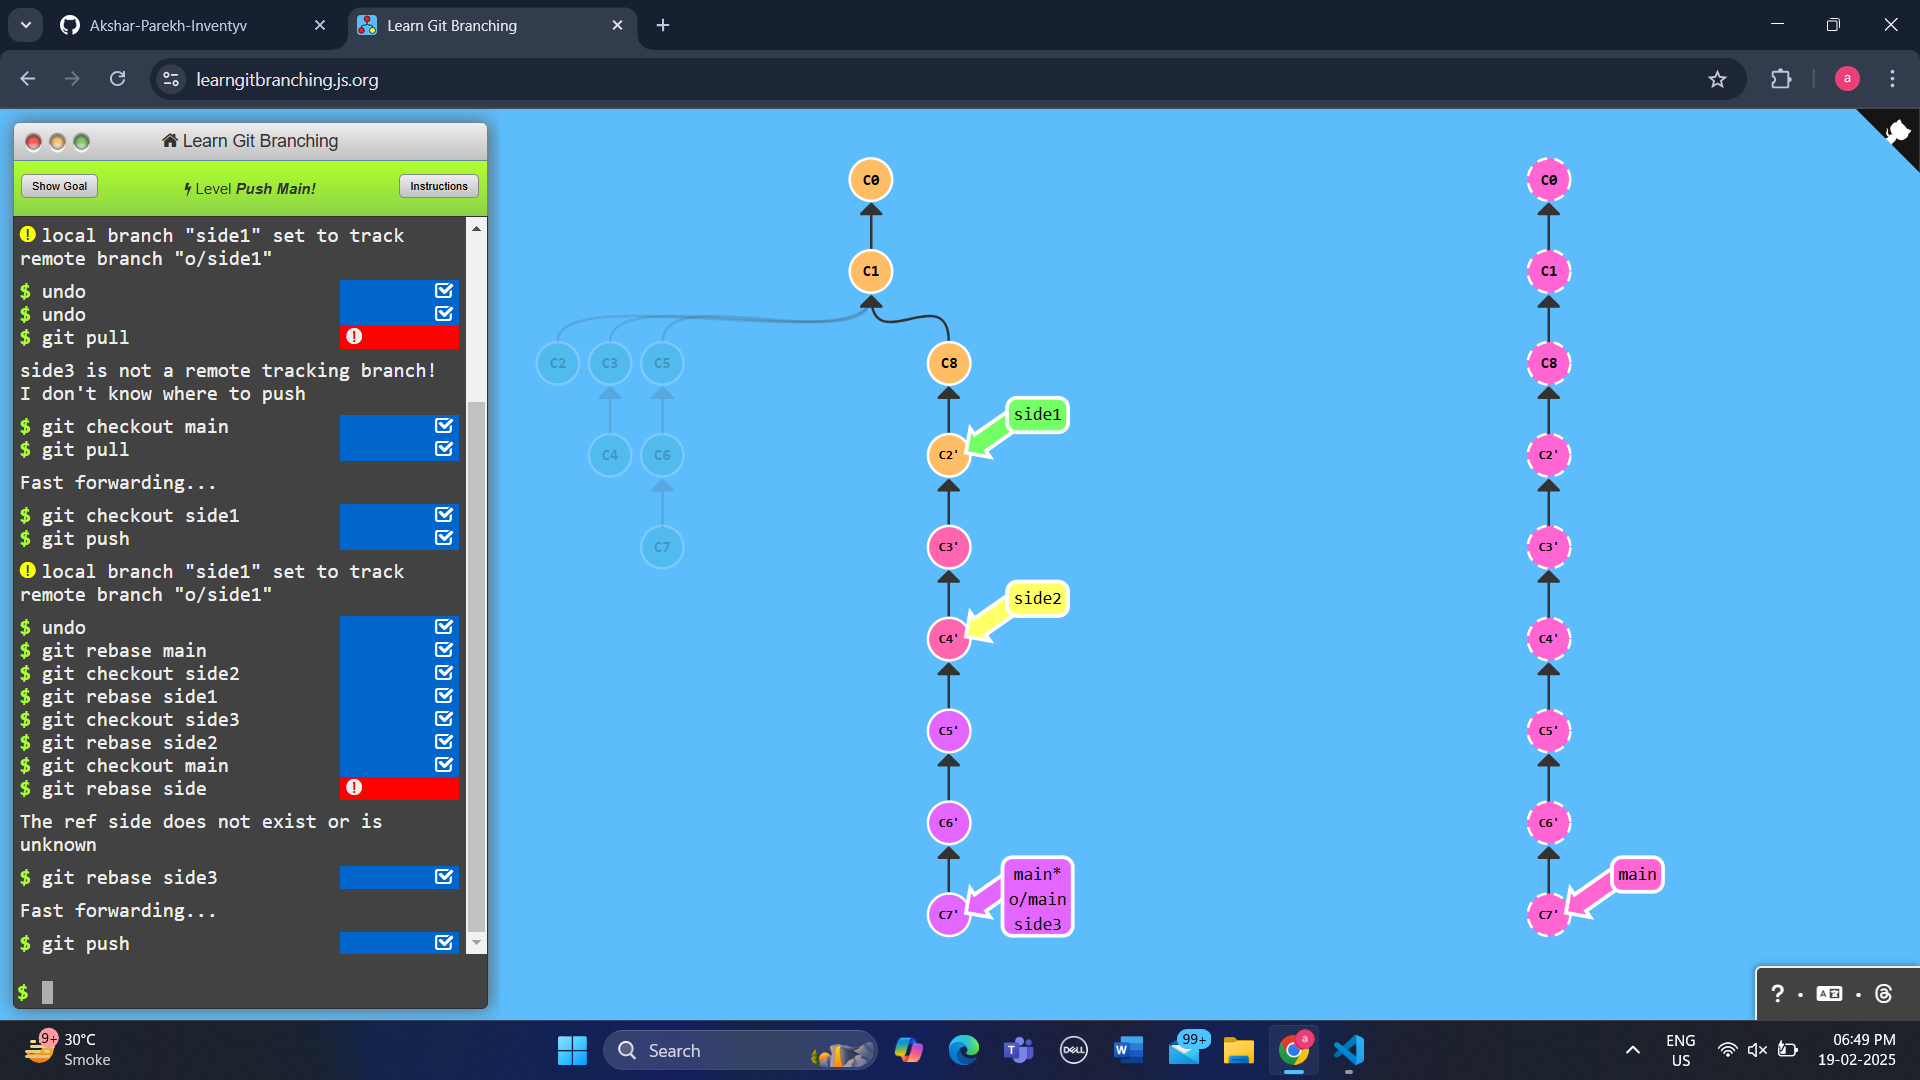 Akshar-Parekh-Inventyv
Learn Git Branching
learngitbranching.js.org
a
Learn Git Branching
Show Goal
Level Push Main!
Instructions
local branch "side1" set to track
remote branch "o/side1"
$ undo
$ undo
$ git pull
side3 is not a remote tracking branch!
I don't know where to push
$ git checkout main
$ git pull
Fast forwarding...
$ git checkout side1
$ git push
local branch "side1" set to track
remote branch "o/side1"
$ undo
$ git rebase main
$ git checkout side2
$ git rebase side1
$ git checkout side3
$ git rebase side2
$ git checkout main
$ git rebase side
The ref side does not exist or is
unknown
$ git rebase side3
Fast forwarding...
$ git push
$
C0
C1
C2
C3
C5
C8
side1
C4
C6
C2'
C7
C3'
side2
C4'
C5'
C6'
main*
o/main
side3
C7'
C0
C1
C8
C2'
C3'
C4'
C5'
C6'
main
C7'
?
9+
30°C
Smoke
Search
DELL
99+
a
ENG
US
06:49 PM
19-02-2025